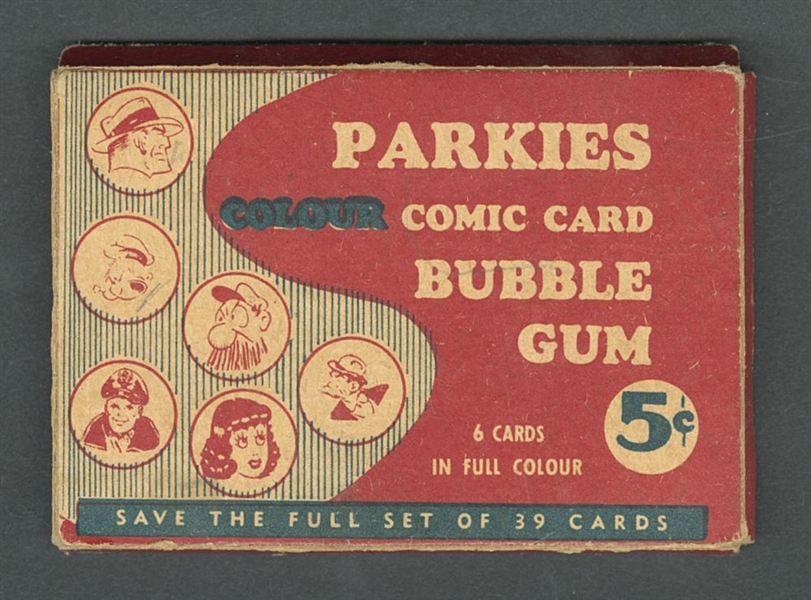 PARKIES
COLOUR COMIC CARD
BUBBLE
GUM
5¢
6 CARDS
IN FULL COLOUR
SAVE THE FULL SET OF 39 CARDS